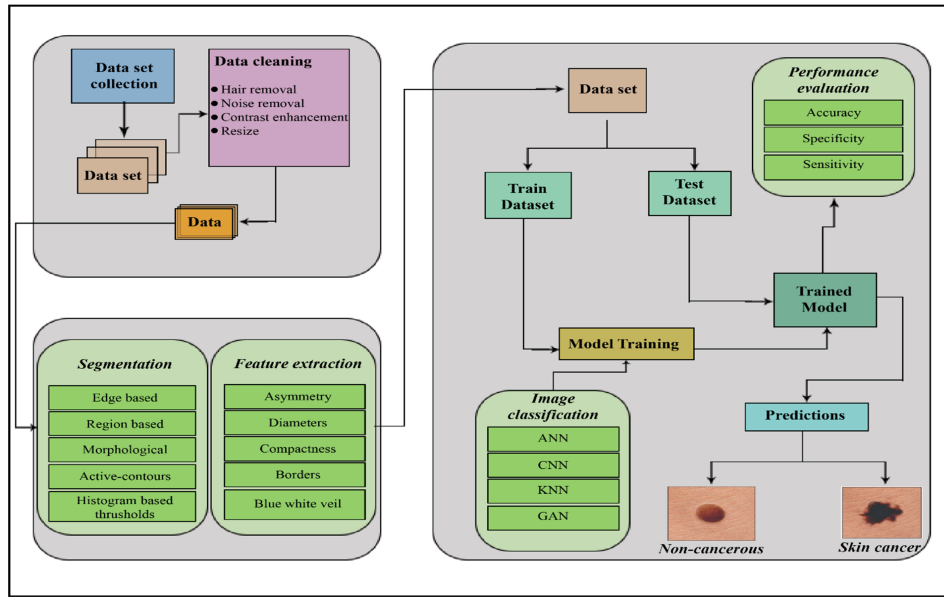 Data set
collection
Data set
Data cleaning
Hair removal
Noise removal
Contrast enhancement
Resize
Data
Segmentation
Edge based
Region based
Morphological
Active-contours
Histogram based
thrusholds
Feature extraction
Asymmetry
Diameters
Compactness
Borders
Blue white veil
Data set
Train
Dataset
Test
Dataset
Performance
evaluation
Accuracy
Specificity
Sensitivity
Trained
Model
Model Training
Image
classification
ANN
CNN
KNN
GAN
Predictions
Non-cancerous
Skin cancer